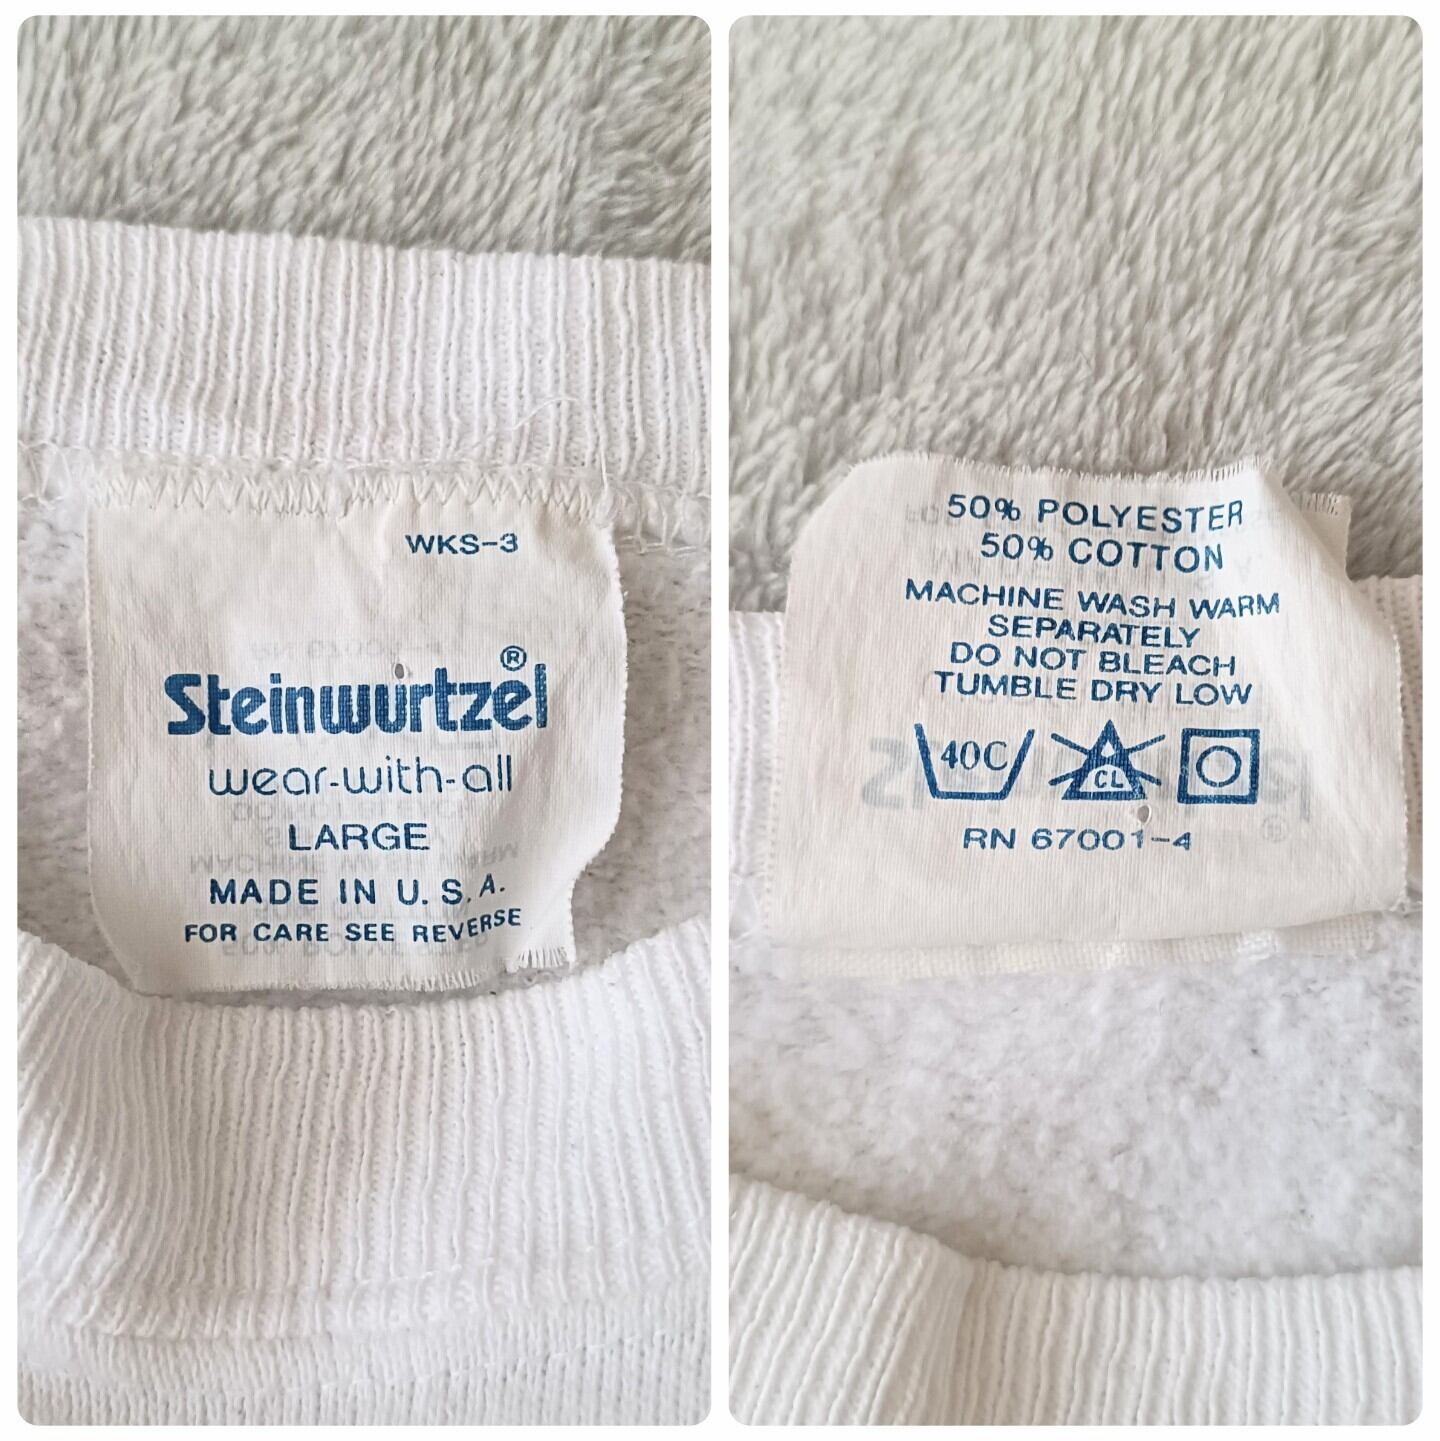 WKS-3
Steinwurtzel®
wear-with-all
LARGE
MADE IN U.S.A.
FOR CARE SEE REVERSE
50% POLYESTER
50% COTTON
MACHINE WASH WARM
SEPARATELY
DO NOT BLEACH
TUMBLE DRY LOW
40C CL
RN 67001-4